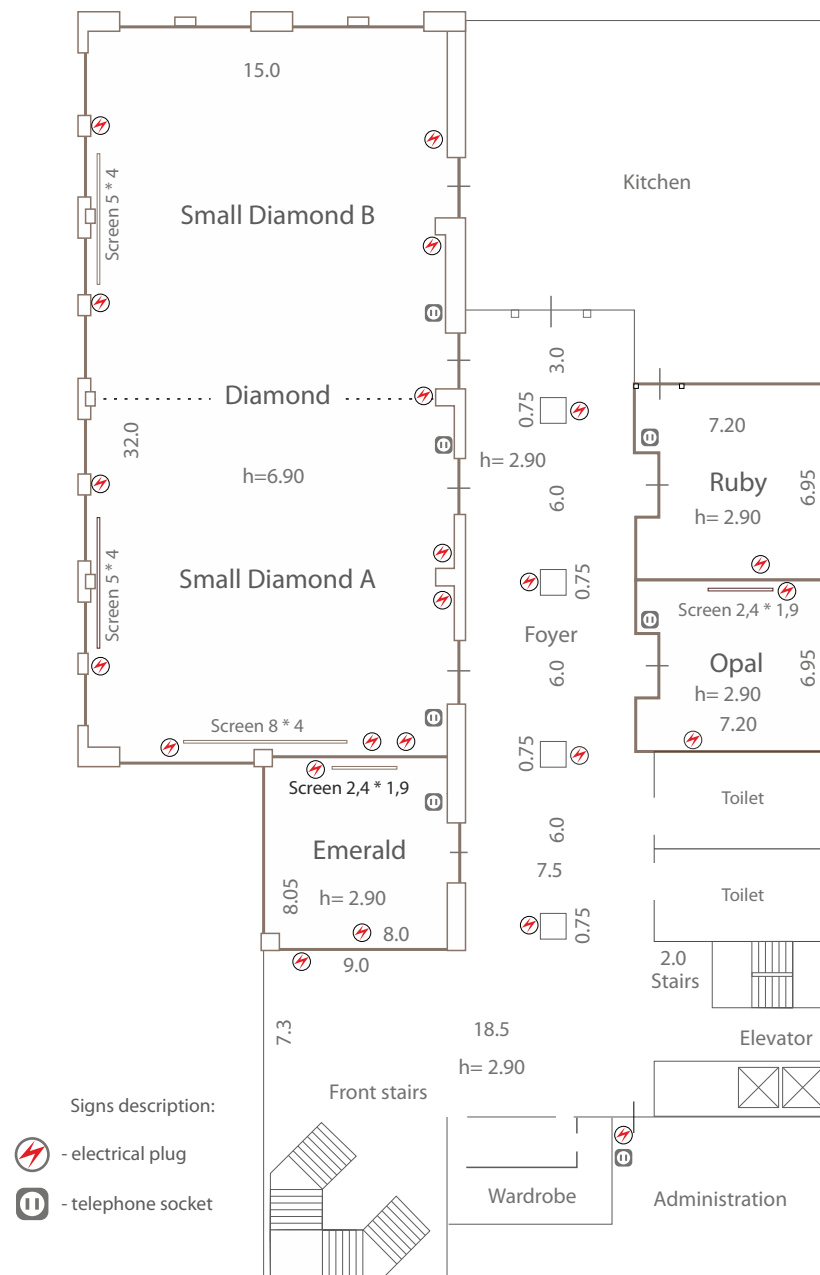 15.0
Kitchen
Screen 5 * 4
Small Diamond B
3.0
Diamond
0.75
32.0
h=6.90
h= 2.90
6.0
7.20
Ruby
h= 2.90
6.95
Screen 5 * 4
Small Diamond A
0.75
Foyer
Screen 2,4 * 1,9
Opal
h= 2.90
7.20
6.95
6.0
Screen 8 * 4
Screen 2,4 * 1,9
0.75
Toilet
Emerald
8.05
h= 2.90
8.0
9.0
6.0
7.5
0.75
Toilet
2.0
Stairs
7.3
18.5
h= 2.90
Elevator
Front stairs
Signs description:
- electrical plug
- telephone socket
Wardrobe
Administration